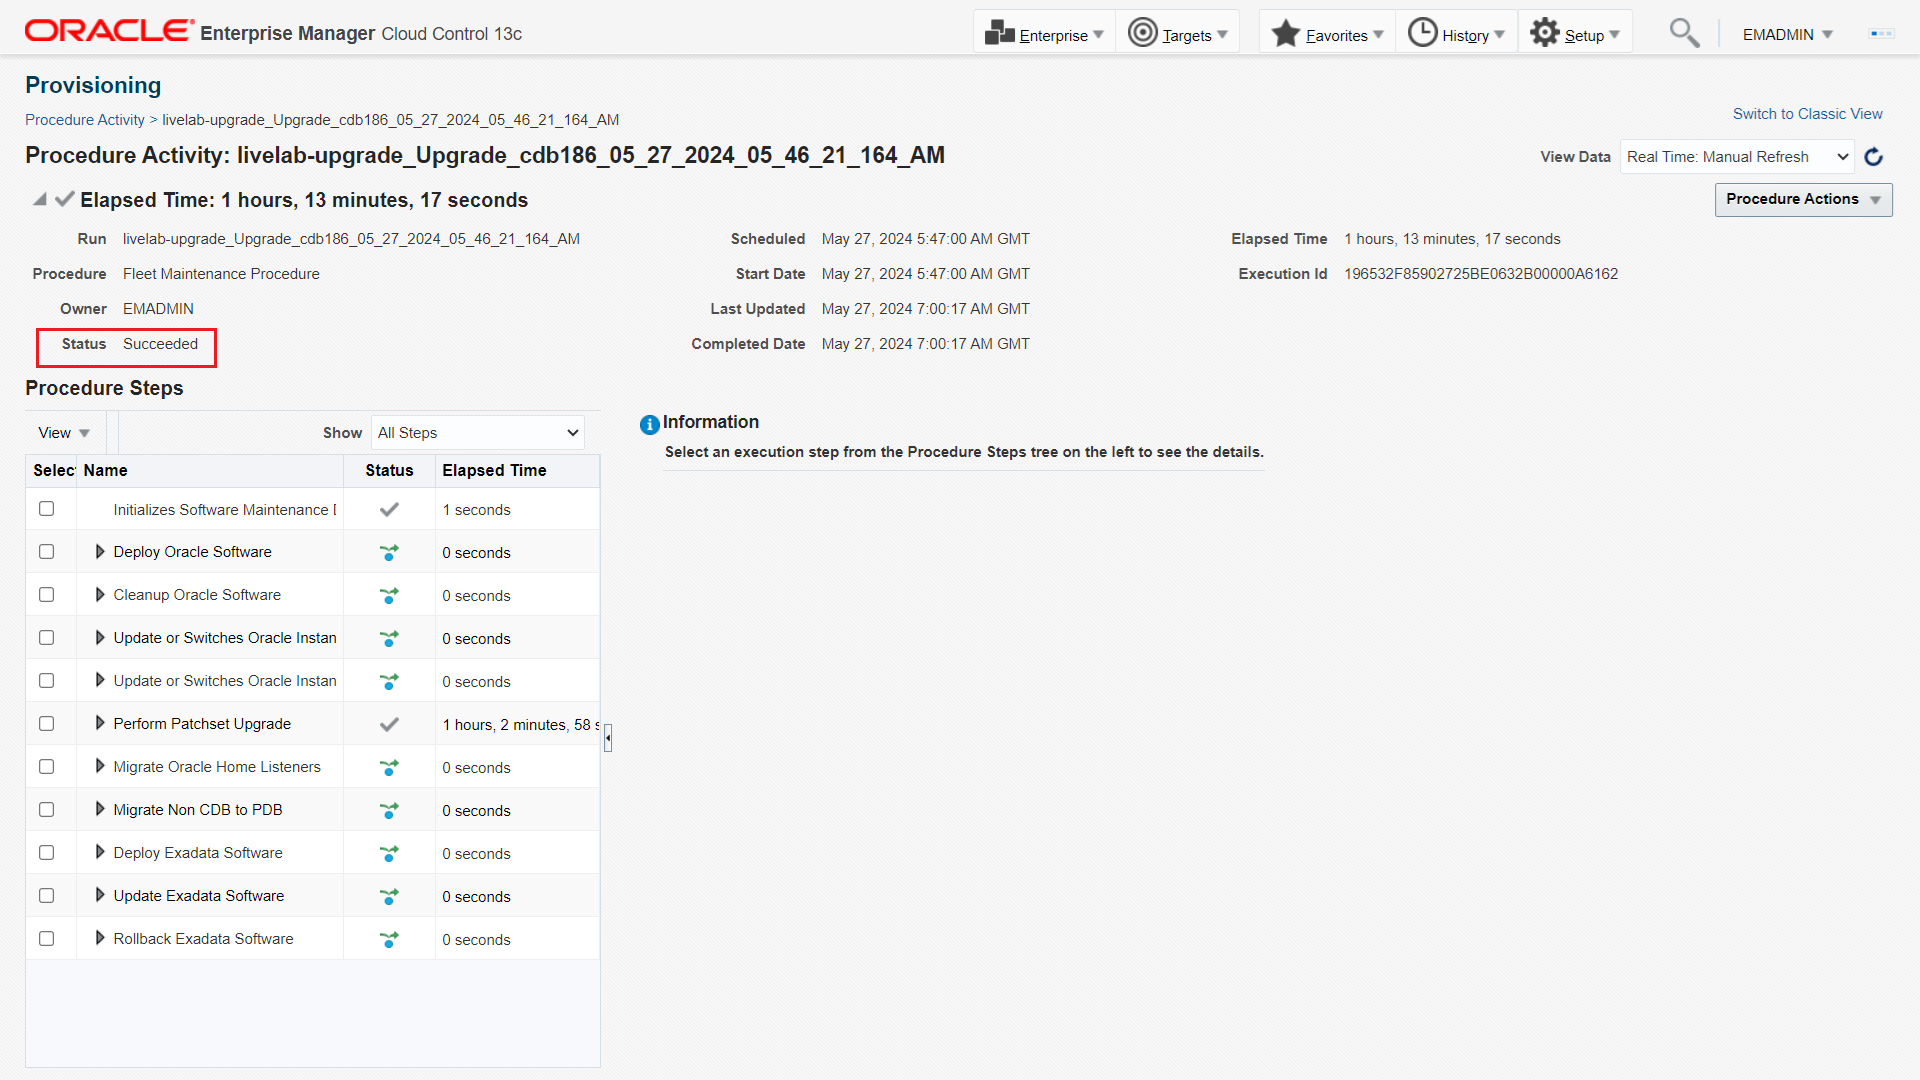 ORACLE Enterprise Manager Cloud Control 13c
Enterprise Targets Favorites History Setup EMADMIN
Provisioning
Procedure Activity > livelab-upgrade_Upgrade_cdb186_05_27_2024_05_46_21_164_AM
Switch to Classic View
Procedure Activity: livelab-upgrade_Upgrade_cdb186_05_27_2024_05_46_21_164_AM
View Data Real Time: Manual Refresh
Elapsed Time: 1 hours, 13 minutes, 17 seconds
Procedure Actions
Run livelab-upgrade_Upgrade_cdb186_05_27_2024_05_46_21_164_AM
Procedure Fleet Maintenance Procedure
Owner EMADMIN
Status Succeeded
Scheduled May 27, 2024 5:47:00 AM GMT
Start Date May 27, 2024 5:47:00 AM GMT
Last Updated May 27, 2024 7:00:17 AM GMT
Completed Date May 27, 2024 7:00:17 AM GMT
Elapsed Time 1 hours, 13 minutes, 17 seconds
Execution Id 196532F85902725BE0632B00000A6162
Procedure Steps
View Show All Steps
Selec Name Status Elapsed Time
Initializes Software Maintenance 1 seconds
Deploy Oracle Software 0 seconds
Cleanup Oracle Software 0 seconds
Update or Switches Oracle Instan 0 seconds
Update or Switches Oracle Instan 0 seconds
Perform Patchset Upgrade 1 hours, 2 minutes, 58 s
Migrate Oracle Home Listeners 0 seconds
Migrate Non CDB to PDB 0 seconds
Deploy Exadata Software 0 seconds
Update Exadata Software 0 seconds
Rollback Exadata Software 0 seconds
Information
Select an execution step from the Procedure Steps tree on the left to see the details.